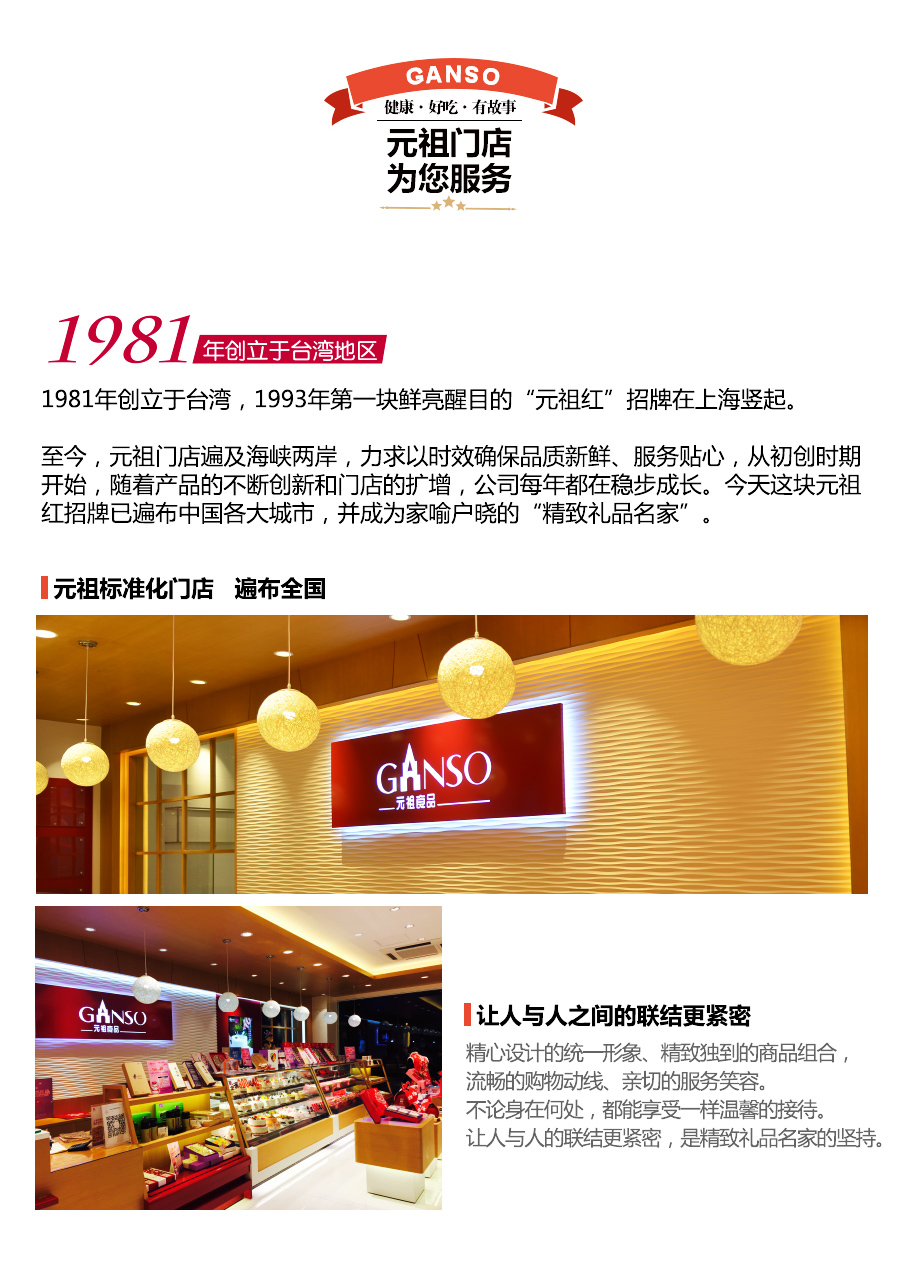 GANSO
健康·好吃·有故事
元祖门店
为您服务
1981年创立于台湾地区
1981年创立于台湾，1993年第一块鲜亮醒目的“元祖红”招牌在上海竖起。
至今，元祖门店遍及海峡两岸，力求以时效确保品质新鲜、服务贴心，从初创时期
开始，随着产品的不断创新和门店的扩增，公司每年都在稳步成长。今天这块元祖
红招牌已遍布中国各大城市，并成为家喻户晓的“精致礼品名家”。
元祖标准化门店 遍布全国
GANSO
元祖食品
GANSO
元祖食品
让人与人之间的联结更紧密
精心设计的统一形象、精致独到的商品组合，
流畅的购物动线、亲切的服务笑容。
不论身在何处，都能享受一样温馨的接待。
让人与人的联结更紧密，是精致礼品名家的坚持。